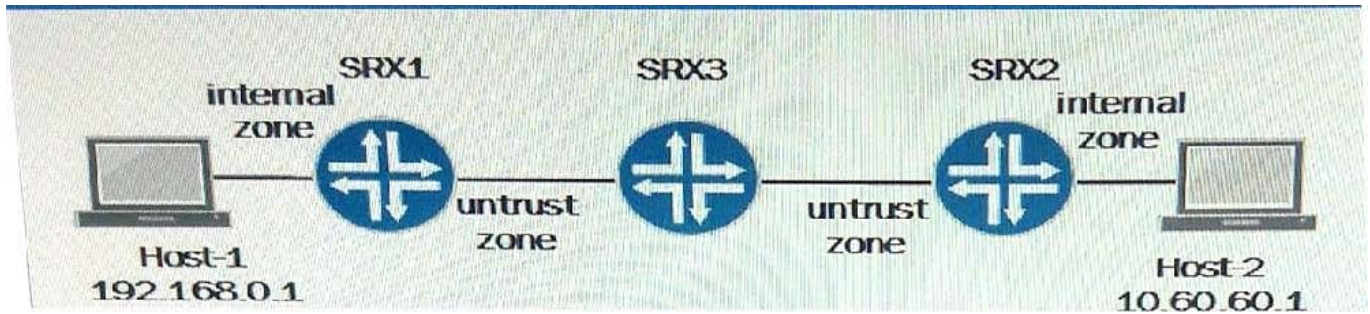 SRX1
SRX3
SRX2
internal
zone
internal
zone
untrust
zone
untrust
zone
Host-1
192.168.0.1
Host-2
10.60.60.1